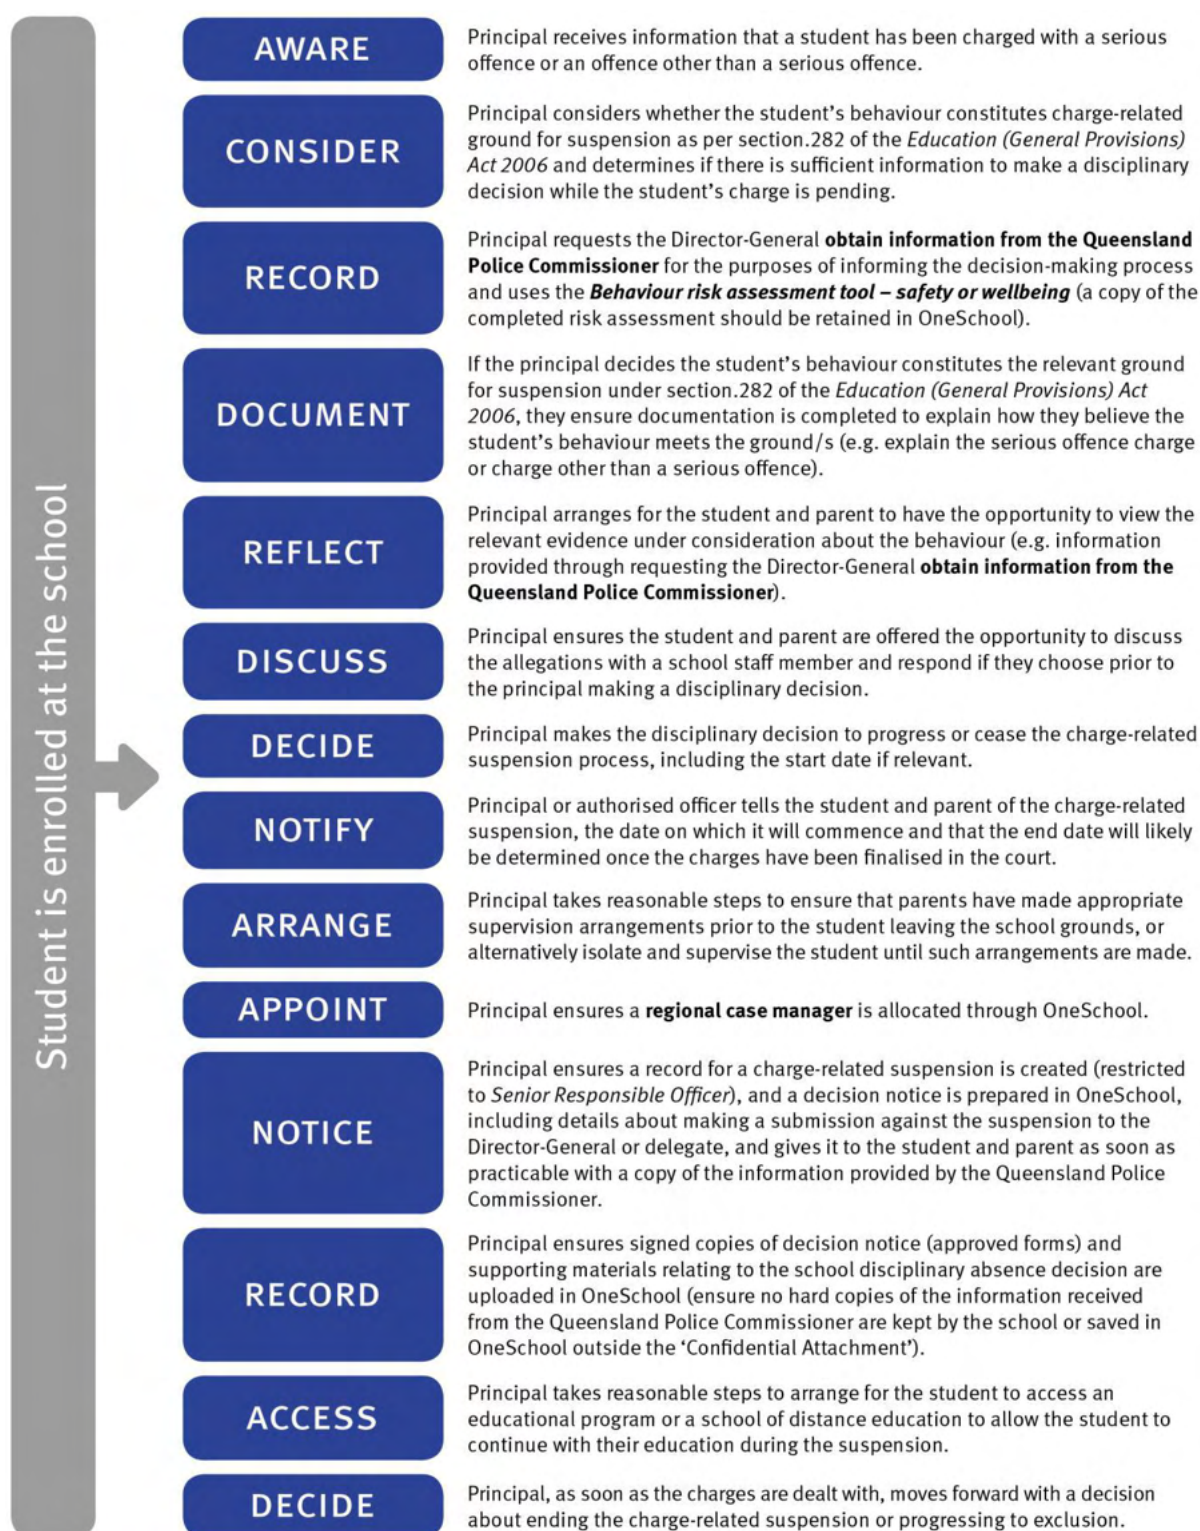 Student is enrolled at the school
AWARE
Principal receives information that a student has been charged with a serious
offence or an offence other than a serious offence.
CONSIDER
Principal considers whether the student's behaviour constitutes charge-related
ground for suspension as per section.282 of the Education (General Provisions)
Act 2006 and determines if there is sufficient information to make a disciplinary
decision while the student's charge is pending.
RECORD
Principal requests the Director-General obtain information from the Queensland
Police Commissioner for the purposes of informing the decision-making process
and uses the Behaviour risk assessment tool – safety or wellbeing (a copy of the
completed risk assessment should be retained in OneSchool).
DOCUMENT
If the principal decides the student's behaviour constitutes the relevant ground
for suspension under section.282 of the Education (General Provisions) Act
2006, they ensure documentation is completed to explain how they believe the
student's behaviour meets the ground/s (e.g. explain the serious offence charge
or charge other than a serious offence).
REFLECT
Principal arranges for the student and parent to have the opportunity to view the
relevant evidence under consideration about the behaviour (e.g. information
provided through requesting the Director-General obtain information from the
Queensland Police Commissioner).
DISCUSS
Principal ensures the student and parent are offered the opportunity to discuss
the allegations with a school staff member and respond if they choose prior to
the principal making a disciplinary decision.
DECIDE
Principal makes the disciplinary decision to progress or cease the charge-related
suspension process, including the start date if relevant.
NOTIFY
Principal or authorised officer tells the student and parent of the charge-related
suspension, the date on which it will commence and that the end date will likely
be determined once the charges have been finalised in the court.
ARRANGE
Principal takes reasonable steps to ensure that parents have made appropriate
supervision arrangements prior to the student leaving the school grounds, or
alternatively isolate and supervise the student until such arrangements are made.
APPOINT
Principal ensures a regional case manager is allocated through OneSchool.
NOTICE
Principal ensures a record for a charge-related suspension is created (restricted
to Senior Responsible Officer), and a decision notice is prepared in OneSchool,
including details about making a submission against the suspension to the
Director-General or delegate, and gives it to the student and parent as soon as
practicable with a copy of the information provided by the Queensland Police
Commissioner.
RECORD
Principal ensures signed copies of decision notice (approved forms) and
supporting materials relating to the school disciplinary absence decision are
uploaded in OneSchool (ensure no hard copies of the information received
from the Queensland Police Commissioner are kept by the school or saved in
OneSchool outside the 'Confidential Attachment').
ACCESS
Principal takes reasonable steps to arrange for the student to access an
educational program or a school of distance education to allow the student to
continue with their education during the suspension.
DECIDE
Principal, as soon as the charges are dealt with, moves forward with a decision
about ending the charge-related suspension or progressing to exclusion.